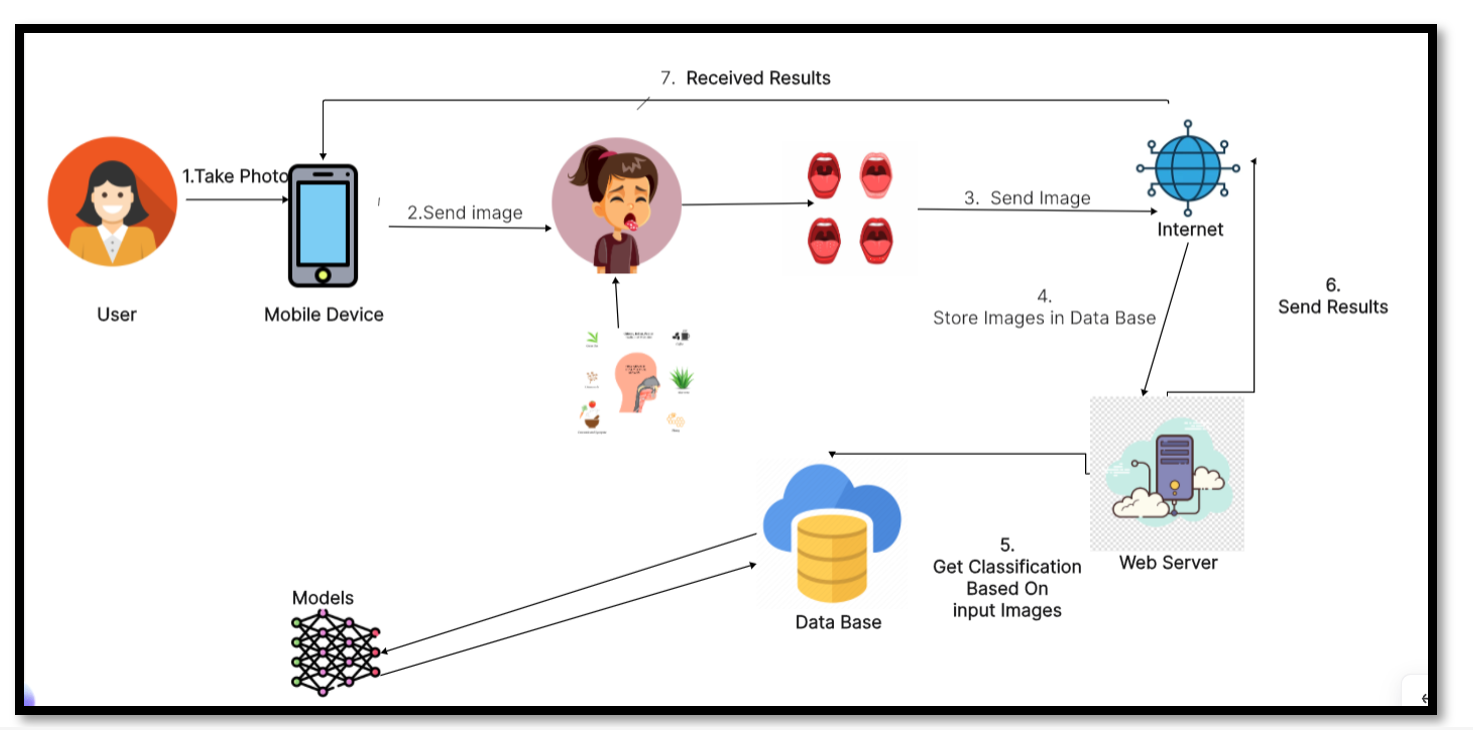 7. Received Results
1.Take Photo
2.Send image
3. Send Image
Internet
User
Mobile Device
4.
Store Images in Data Base
6.
Send Results
5.
Get Classification
Based On
input Images
Web Server
Data Base
Models